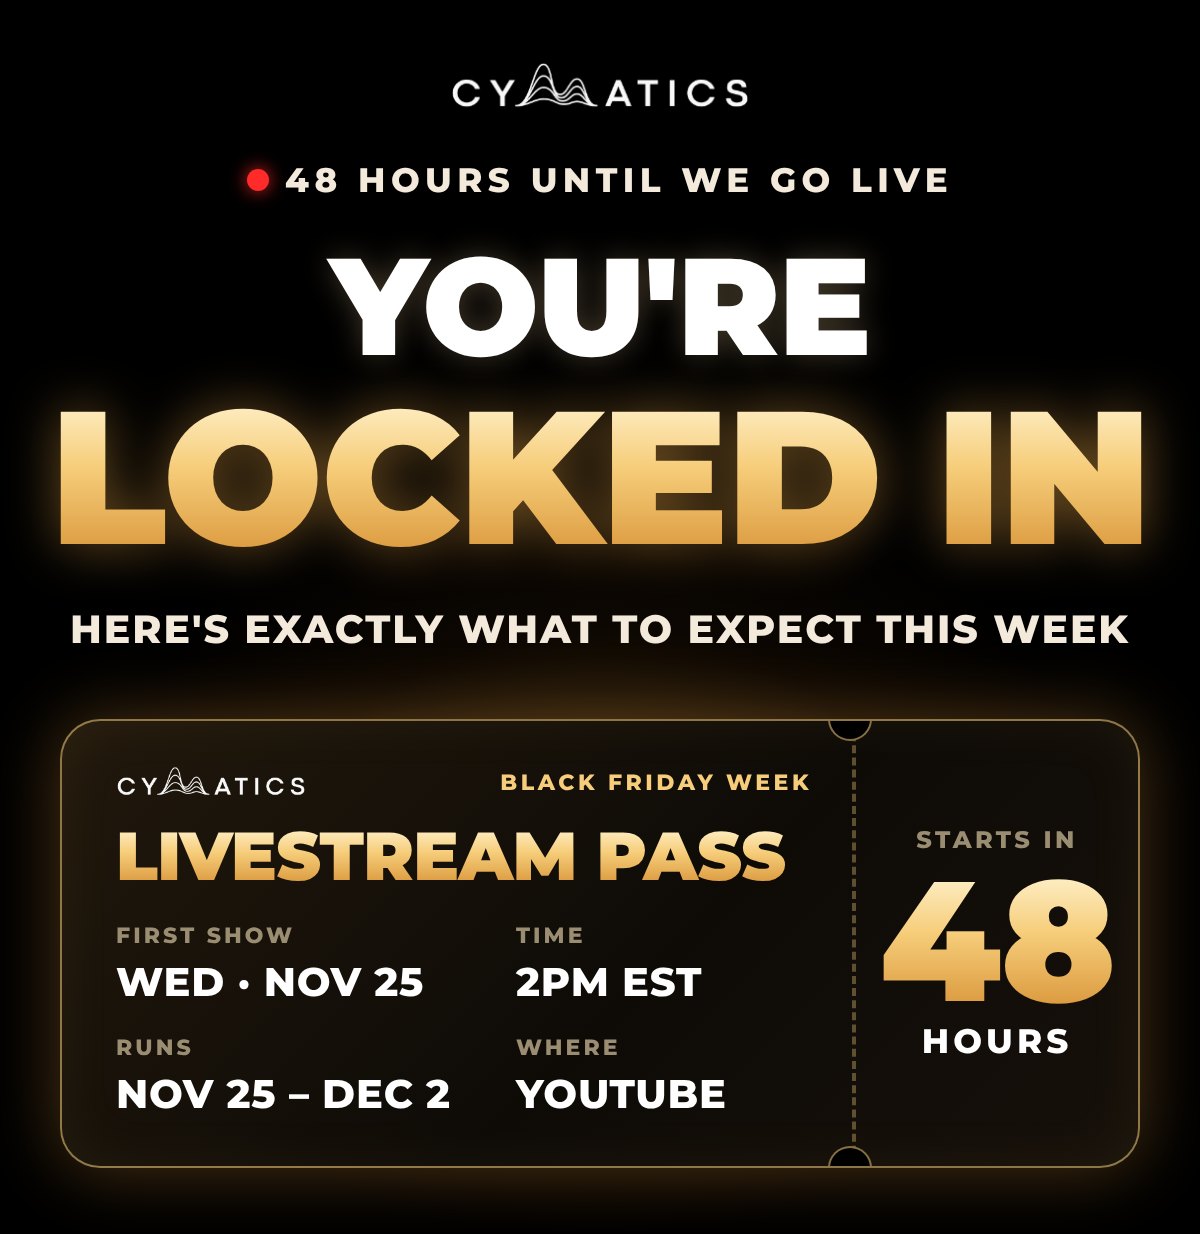 CYMATICS
48 HOURS UNTIL WE GO LIVE
YOU'RE
LOCKED IN
HERE'S EXACTLY WHAT TO EXPECT THIS WEEK
CYMATICS
BLACK FRIDAY WEEK
LIVESTREAM PASS
FIRST SHOW
WED · NOV 25
TIME
2PM EST
RUNS
NOV 25 – DEC 2
WHERE
YOUTUBE
STARTS IN
48
HOURS